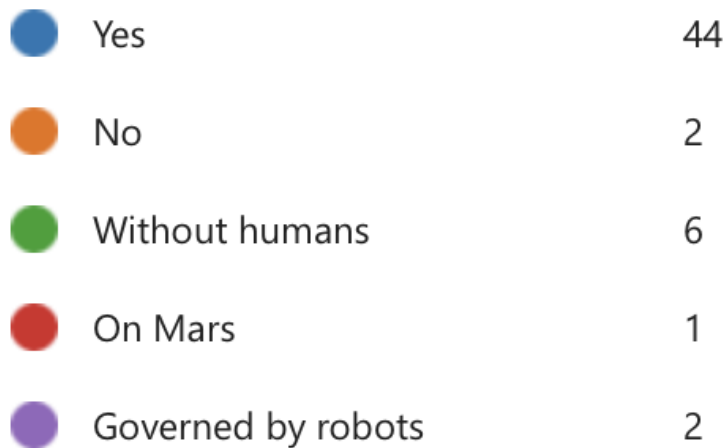 Yes 44
No 2
Without humans 6
On Mars 1
Governed by robots 2